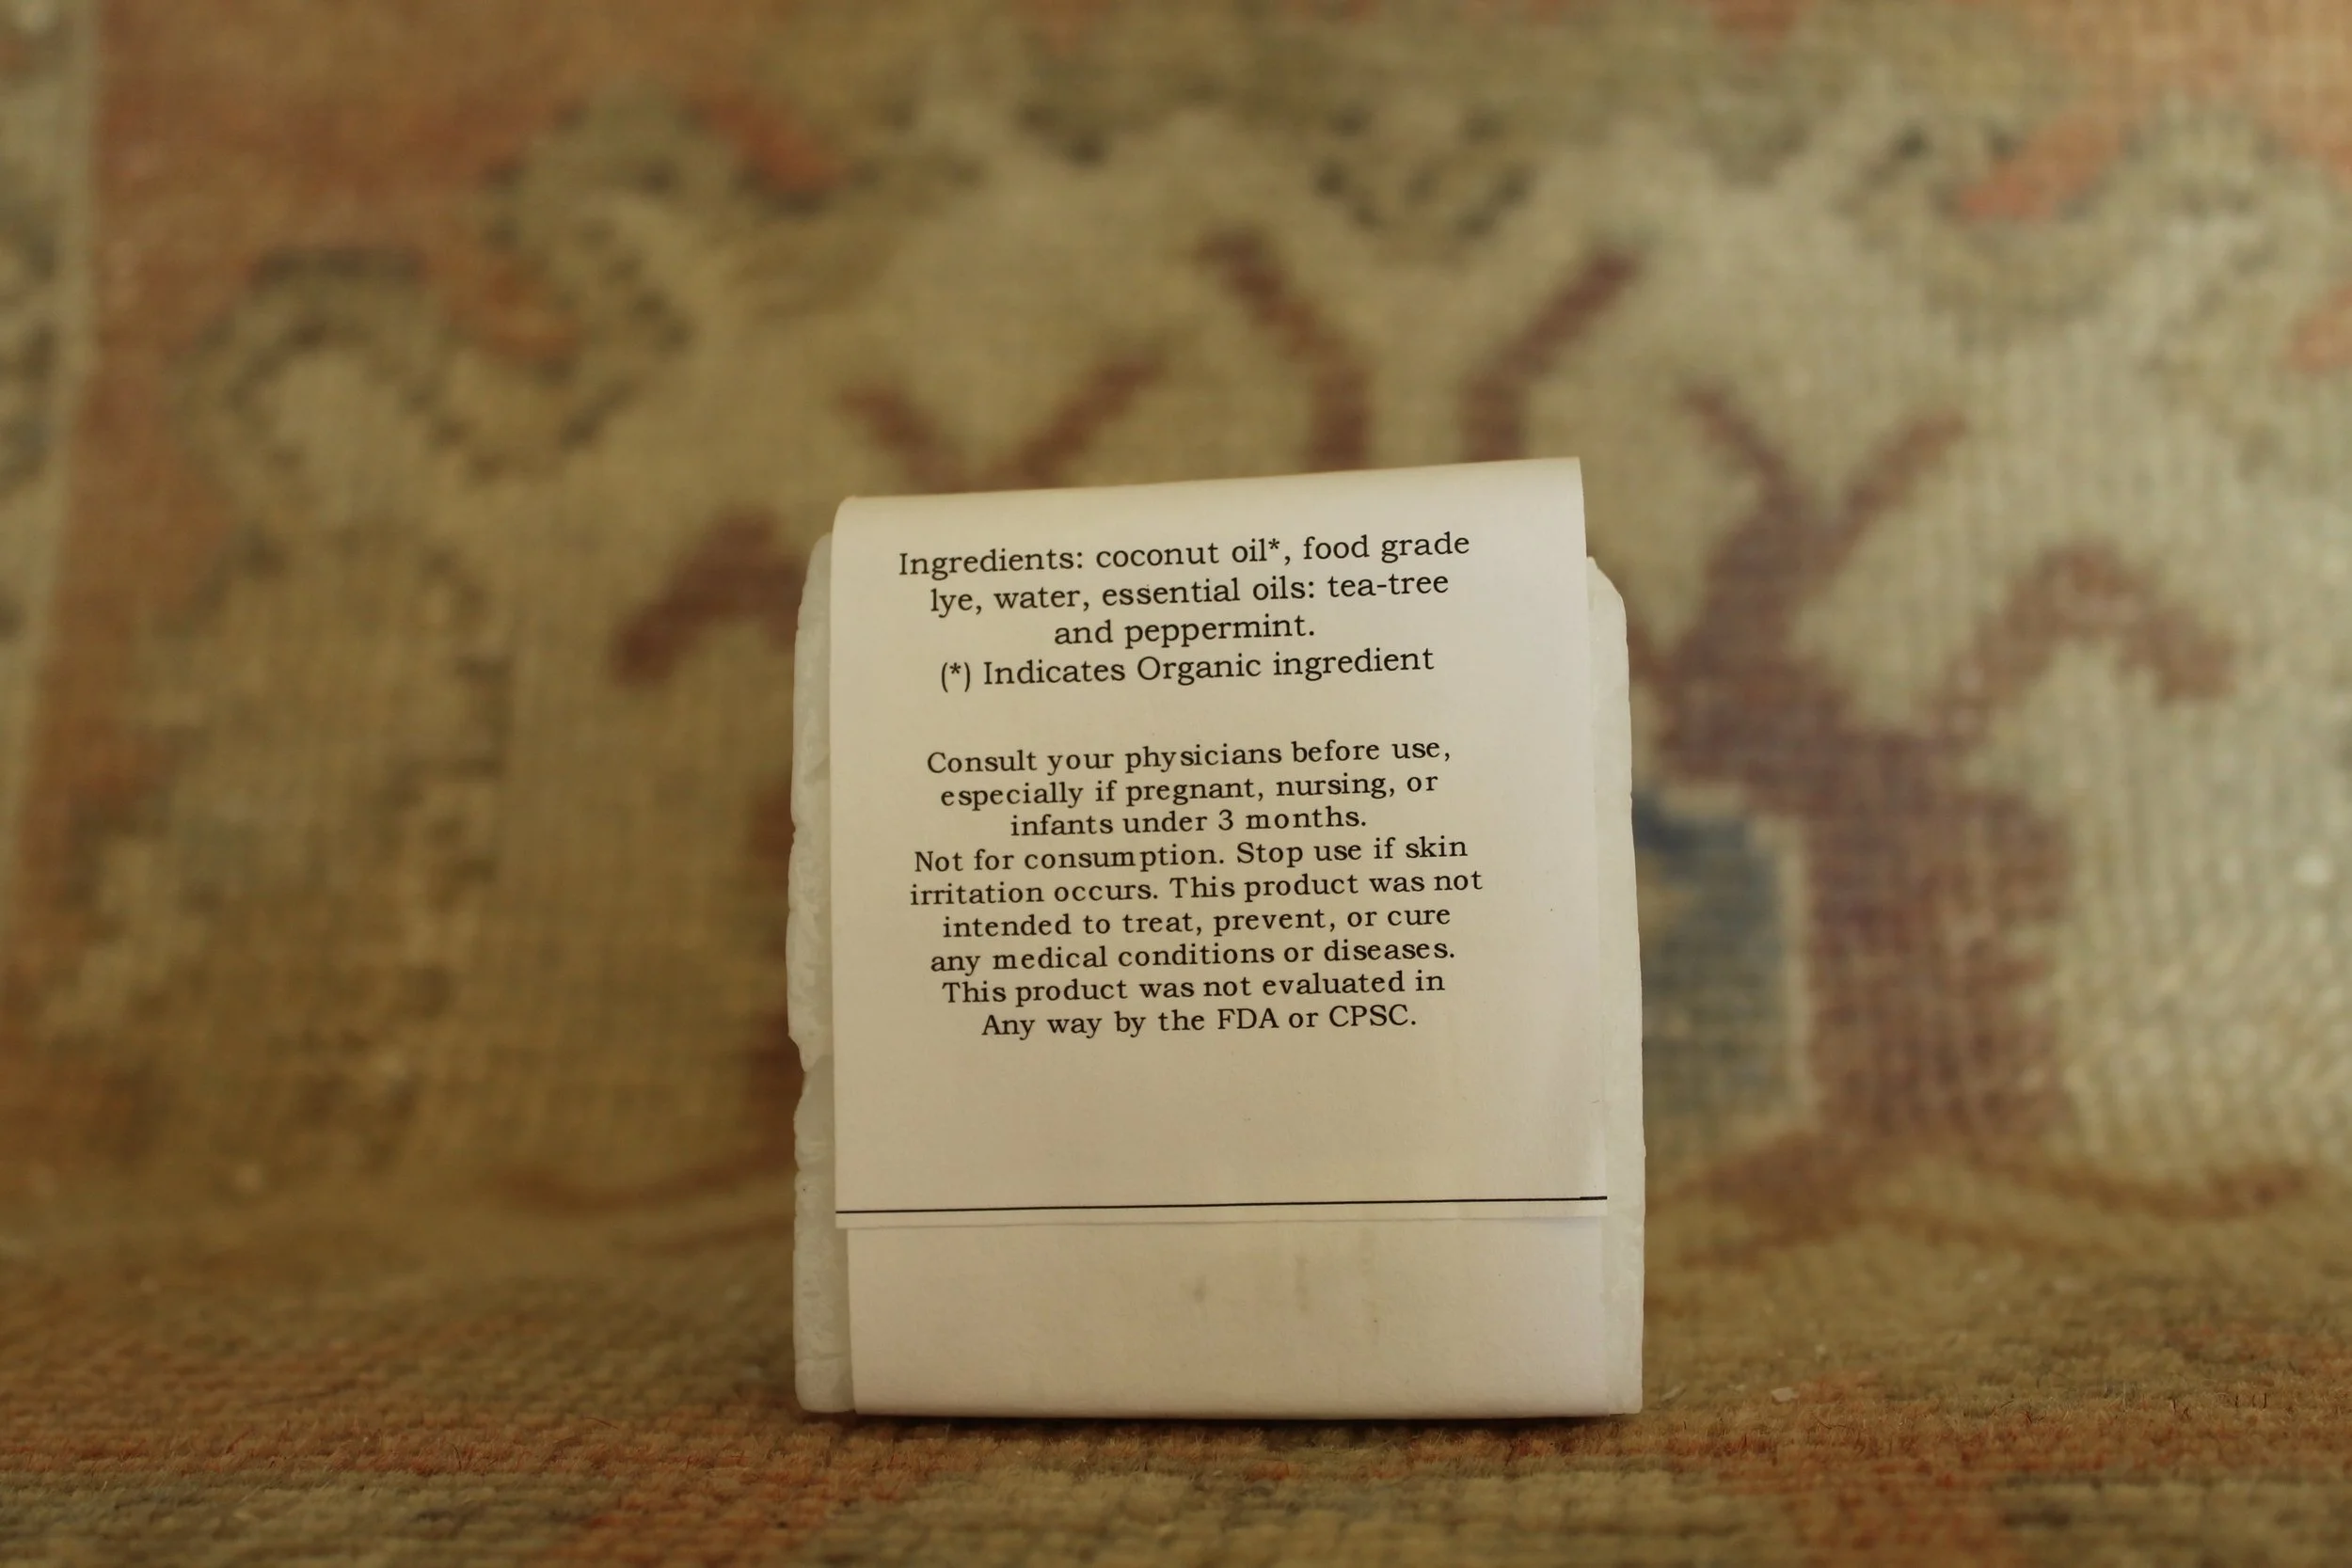 Ingredients: coconut oil*, food grade
lye, water, essential oils: tea-tree
and peppermint.
(*) Indicates Organic ingredient
Consult your physicians before use,
especially if pregnant, nursing, or
infants under 3 months.
Not for consumption. Stop use if skin
irritation occurs. This product was not
intended to treat, prevent, or cure
any medical conditions or diseases.
This product was not evaluated in
Any way by the FDA or CPSC.